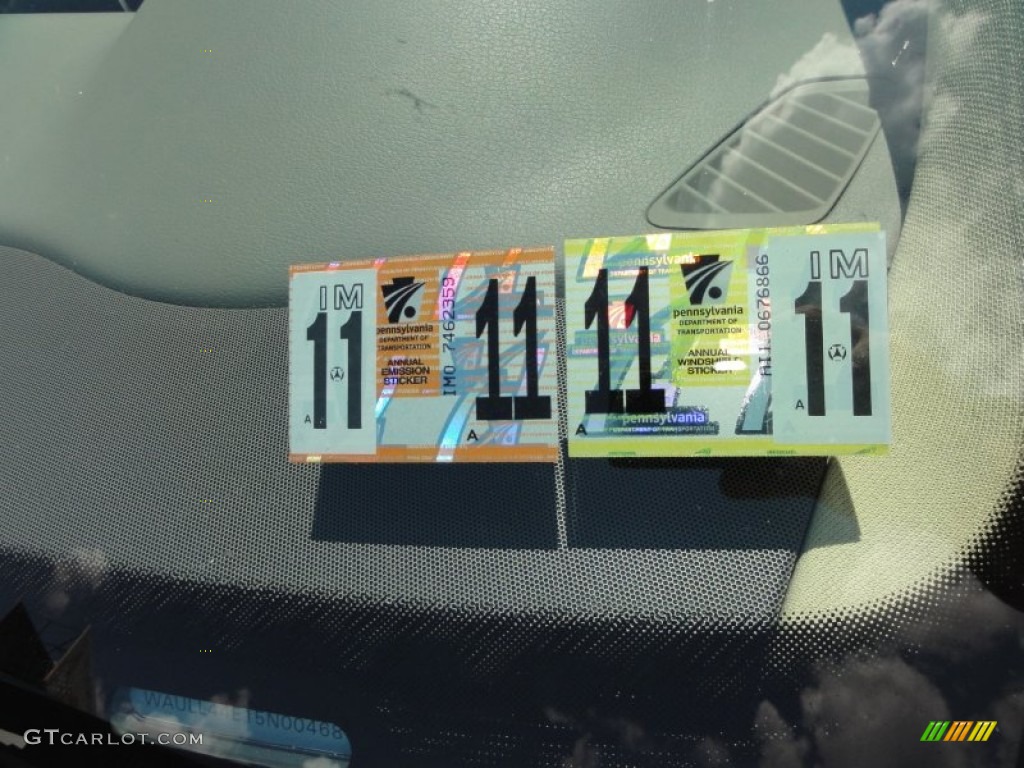 IM
11
A
pennsylvania
DEPARTMENT OF
TRANSPORTATION
ANNUAL
EMISSION
STICKER
IM0 7462359
11
A
pennsylvania
11
A
pennsylvania
DEPARTMENT OF TRANSPORTATION
pennsylvania
DEPARTMENT OF
TRANSPORTATION
ANNUAL
WINDSHIELD
STICKER
AI1 0676866
IM
11
A
GTCARLOT.COM